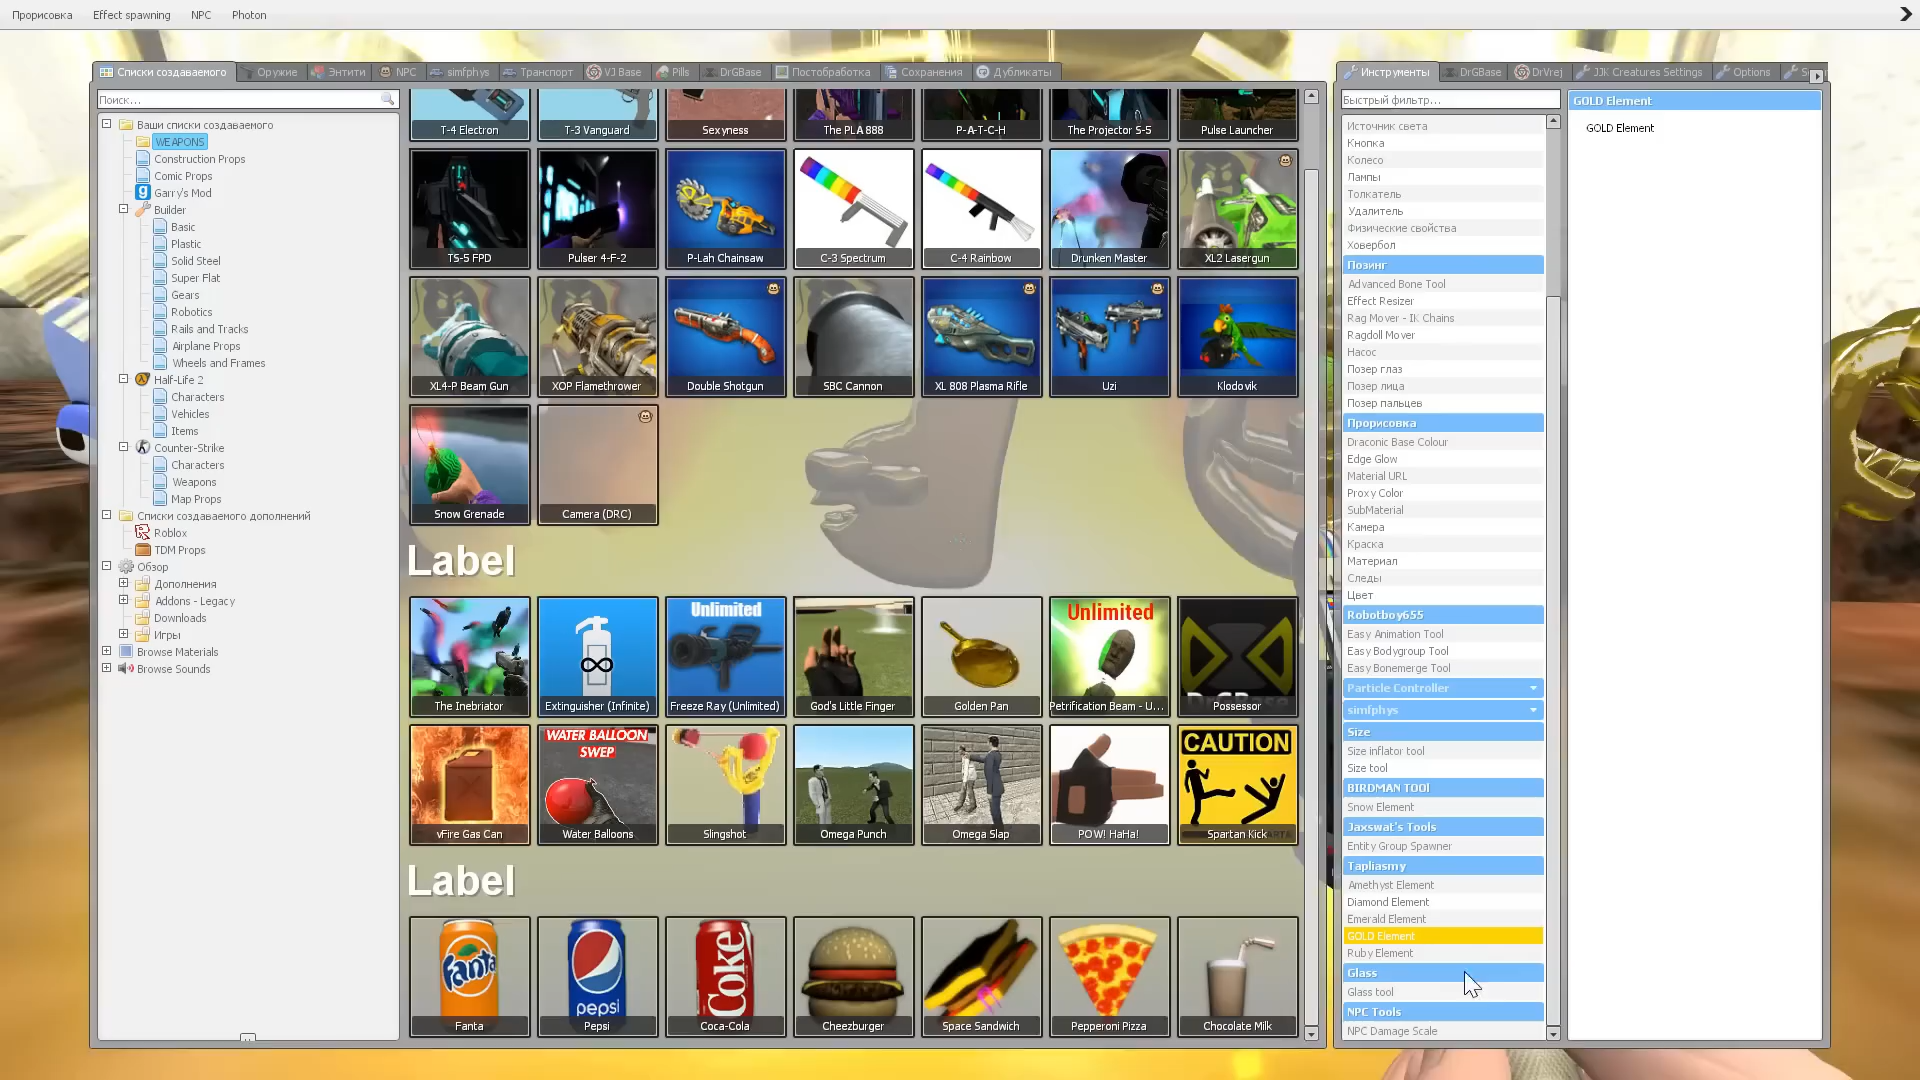 Прорисовка
Effect spawning
NPC
Photon
Списки создаваемого
Оружие
Энтити
NPC
simfphys
Транспорт
VJ Base
Pills
DrGBase
Постобработка
Сохранения
Дубликаты
Поиск...
Ваши списки создаваемого
WEAPONS
Construction Props
Comic Props
Garry's Mod
Builder
Basic
Plastic
Solid Steel
Super Flat
Gears
Robotics
Rails and Tracks
Airplane Props
Wheels and Frames
Half-Life 2
Characters
Vehicles
Items
Counter-Strike
Characters
Weapons
Map Props
Списки создаваемого дополнений
Roblox
TDM Props
Обзор
Дополнения
Addons - Legacy
Downloads
Игры
Browse Materials
Browse Sounds
T-4 Electron
T-3 Vanguard
Sexyness
The PLA 888
P-A-T-C-H
The Projector S-5
Pulse Launcher
TS-5 FPD
Pulser 4-F-2
P-Lah Chainsaw
C-3 Spectrum
C-4 Rainbow
Drunken Master
XL2 Lasergun
XL4-P Beam Gun
XOP Flamethrower
Double Shotgun
SBC Cannon
XL 808 Plasma Rifle
Uzi
Klodovik
Snow Grenade
Camera (DRC)
Label
The Inebriator
Extinguisher (Infinite)
Unlimited
Freeze Ray (Unlimited)
God's Little Finger
Golden Pan
Unlimited
Petrification Beam - U...
DrGBase
Possessor
vFire Gas Can
WATER BALLOON
SWEP
Water Balloons
Slingshot
Omega Punch
Omega Slap
POW! HaHa!
CAUTION
Spartan Kick
Label
Fanta
Fanta
pepsi
Pepsi
Coke
Coca-Cola
Cheezburger
Space Sandwich
Pepperoni Pizza
Chocolate Milk
Инструменты
DrGBase
DrVrej
JJK Creatures Settings
Options
Быстрый фильтр...
Источник света
Кнопка
Колесо
Лампы
Толкатель
Удалитель
Физические свойства
Ховербол
Позинг
Advanced Bone Tool
Effect Resizer
Rag Mover - IK Chains
Ragdoll Mover
Насос
Позер глаз
Позер лица
Позер пальцев
Прорисовка
Draconic Base Colour
Edge Glow
Material URL
Proxy Color
SubMaterial
Камера
Краска
Материал
Следы
Цвет
Robotboy655
Easy Animation Tool
Easy Bodygroup Tool
Easy Bonemerge Tool
Particle Controller
simfphys
Size
Size inflator tool
Size tool
BIRDMAN TOOl
Snow Element
Jaxswat's Tools
Entity Group Spawner
Tapliasmy
Amethyst Element
Diamond Element
Emerald Element
GOLD Element
Ruby Element
Glass
Glass tool
NPC Tools
NPC Damage Scale
GOLD Element
GOLD Element